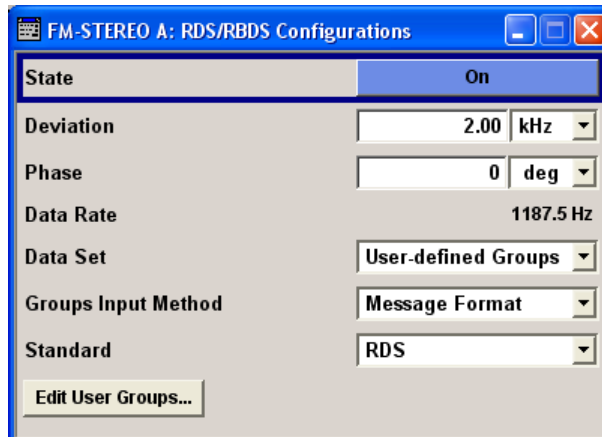 FM-STEREO A: RDS/RBDS Configurations
State On
Deviation 2.00 kHz
Phase 0 deg
Data Rate 1187.5 Hz
Data Set User-defined Groups
Groups Input Method Message Format
Standard RDS
Edit User Groups...